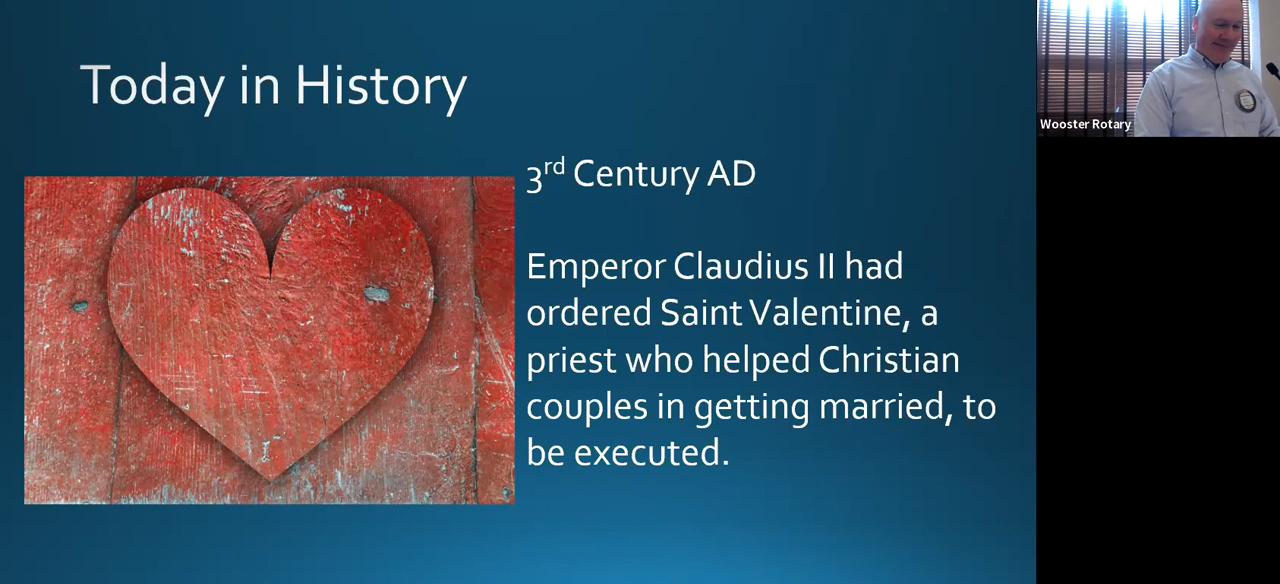 Today in History
Wooster Rotary
3rd Century AD
Emperor Claudius II had
ordered Saint Valentine, a
priest who helped Christian
couples in getting married, to
be executed.